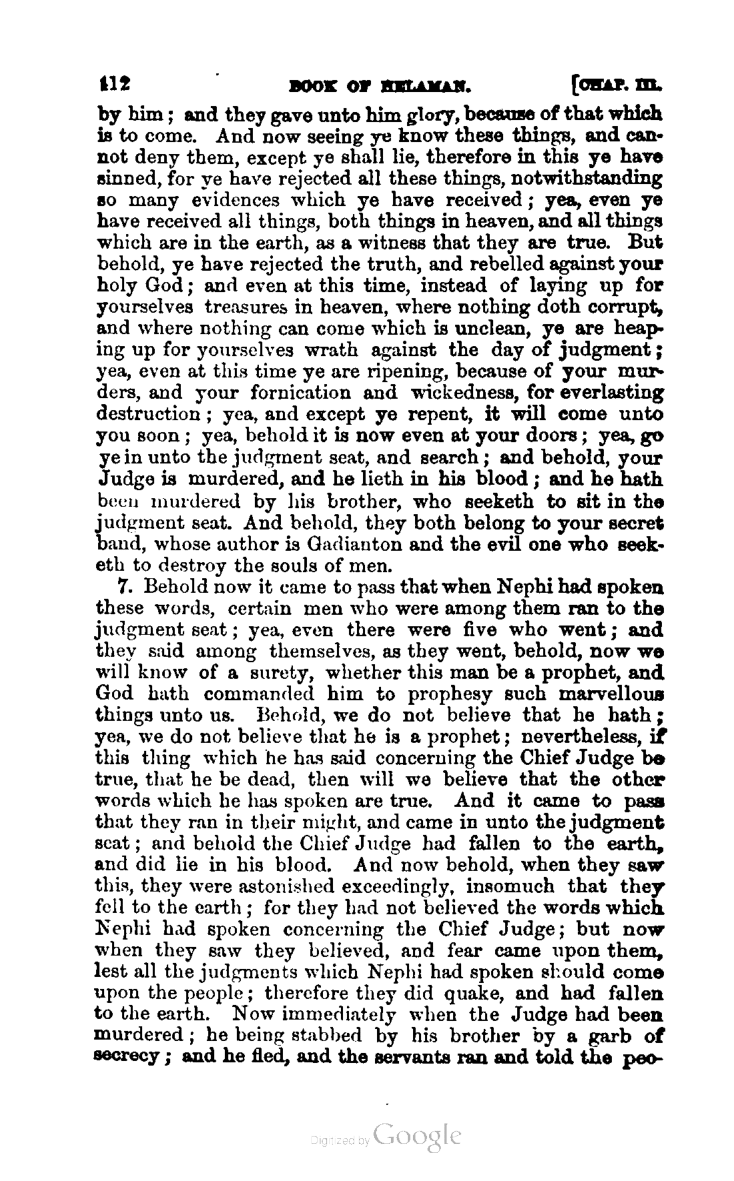 412 BOOK OF HELAMAN. [CHAP. III.
by him; and they gave unto him glory, because of that which
is to come. And now seeing ye know these things, and can-
not deny them, except ye shall lie, therefore in this ye have
sinned, for ye have rejected all these things, notwithstanding
so many evidences which ye have received; yea, even ye
have received all things, both things in heaven, and all things
which are in the earth, as a witness that they are true. But
behold, ye have rejected the truth, and rebelled against your
holy God; and even at this time, instead of laying up for
yourselves treasures in heaven, where nothing doth corrupt,
and where nothing can come which is unclean, ye are heap-
ing up for yourselves wrath against the day of judgment;
yea, even at this time ye are ripening, because of your mur-
ders, and your fornication and wickedness, for everlasting
destruction; yea, and except ye repent, it will come unto
you soon; yea, behold it is now even at your doors; yea, go
ye in unto the judgment seat, and search; and behold, your
Judge is murdered, and he lieth in his blood; and he hath
been murdered by his brother, who seeketh to sit in the
judgment seat. And behold, they both belong to your secret
band, whose author is Gadianton and the evil one who seek-
eth to destroy the souls of men.
7. Behold now it came to pass that when Nephi had spoken
these words, certain men who were among them ran to the
judgment seat; yea, even there were five who went; and
they said among themselves, as they went, behold, now we
will know of a surety, whether this man be a prophet, and
God hath commanded him to prophesy such marvellous
things unto us. Behold, we do not believe that he hath;
yea, we do not believe that he is a prophet; nevertheless, if
this thing which he has said concerning the Chief Judge be
true, that he be dead, then will we believe that the other
words which he has spoken are true. And it came to pass
that they ran in their might, and came in unto the judgment
seat; and behold the Chief Judge had fallen to the earth,
and did lie in his blood. And now behold, when they saw
this, they were astonished exceedingly, insomuch that they
fell to the earth; for they had not believed the words which
Nephi had spoken concerning the Chief Judge; but now
when they saw they believed, and fear came upon them,
lest all the judgments which Nephi had spoken should come
upon the people; therefore they did quake, and had fallen
to the earth. Now immediately when the Judge had been
murdered; he being stabbed by his brother by a garb of
secrecy; and he fled, and the servants ran and told the peo-
Digitized by Google